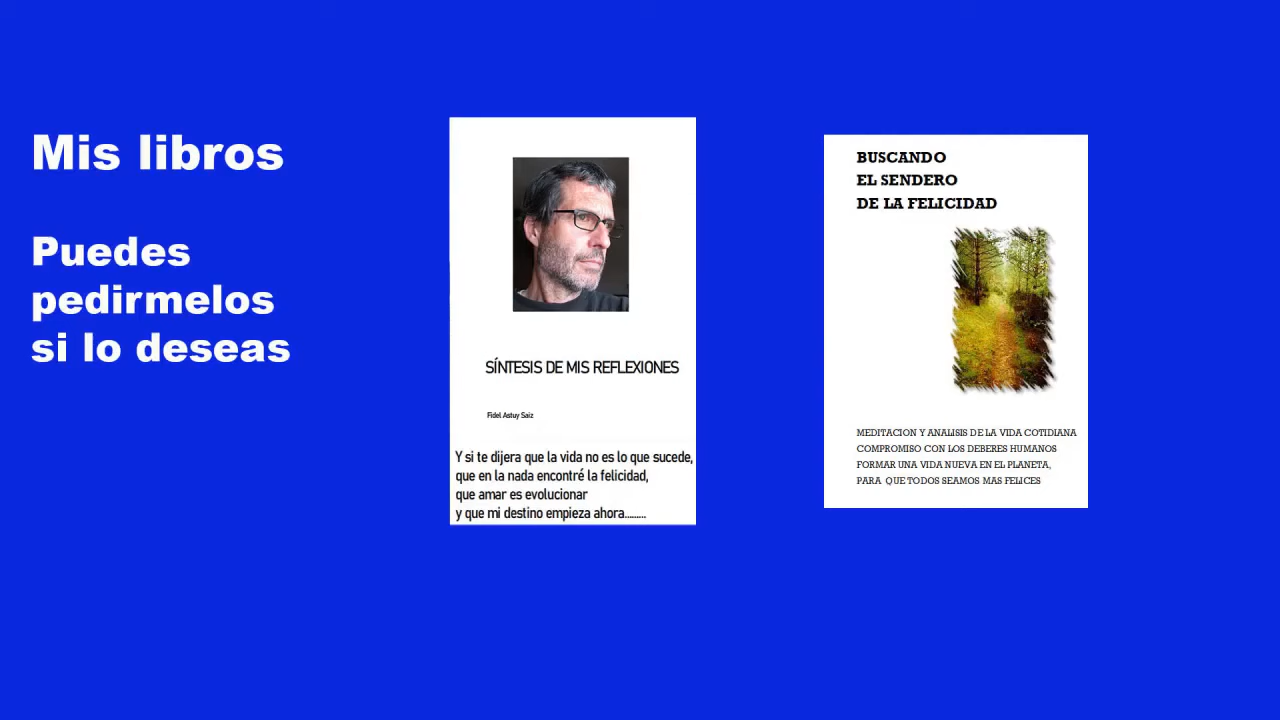 Mis libros
Puedes
pedirmelos
si lo deseas
SÍNTESIS DE MIS REFLEXIONES
Fidel Astuy Saiz
Y si te dijera que la vida no es lo que sucede,
que en la nada encontré la felicidad,
que amar es evolucionar
y que mi destino empieza ahora.........
BUSCANDO
EL SENDERO
DE LA FELICIDAD
MEDITACION Y ANALISIS DE LA VIDA COTIDIANA
COMPROMISO CON LOS DEBERES HUMANOS
FORMAR UNA VIDA NUEVA EN EL PLANETA,
PARA QUE TODOS SEAMOS MAS FELICES